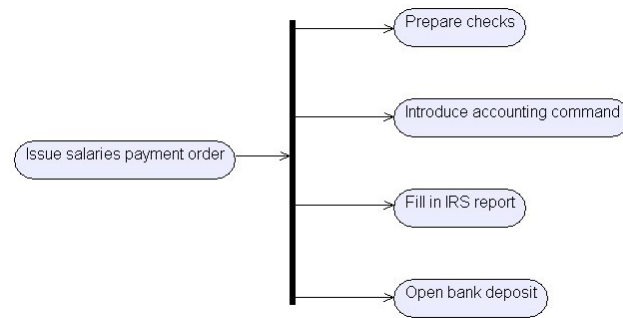 Prepare checks
Introduce accounting command
Issue salaries payment order
Fill in IRS report
Open bank deposit